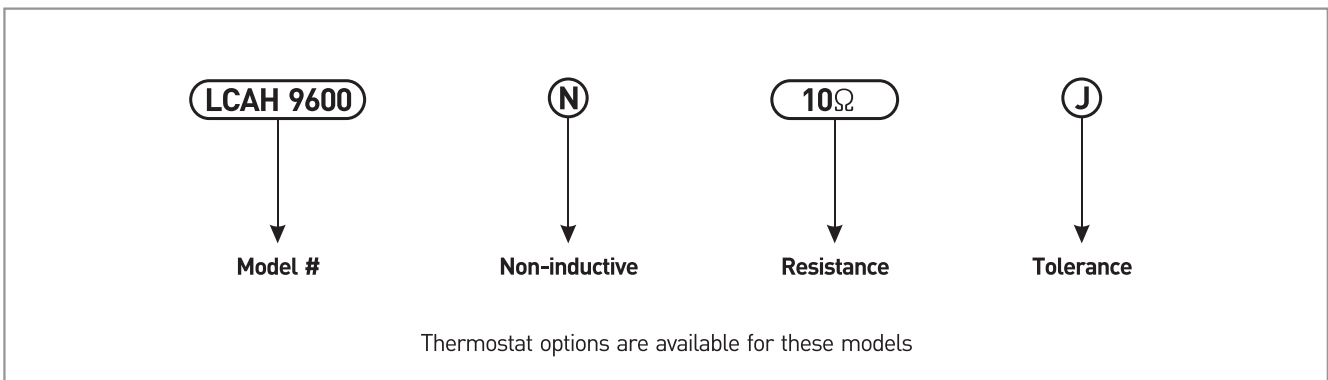 LCAH 9600 N 10Ω J
Model # Non-inductive Resistance Tolerance
Thermostat options are available for these models